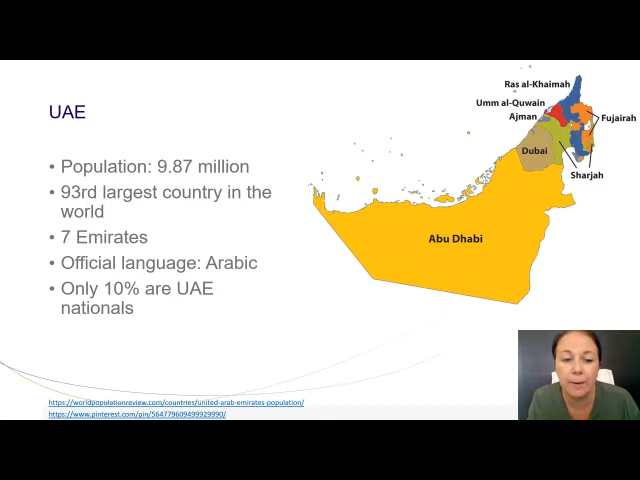 UAE
• Population: 9.87 million
• 93rd largest country in the
world
• 7 Emirates
• Official language: Arabic
• Only 10% are UAE
nationals
Ras al-Khaimah
Umm al-Quwain
Ajman
Fujairah
Dubai
Sharjah
Abu Dhabi
https://worldpopulationreview.com/countries/united-arab-emirates-population/
https://www.pinterest.com/pin/564779609499929990/